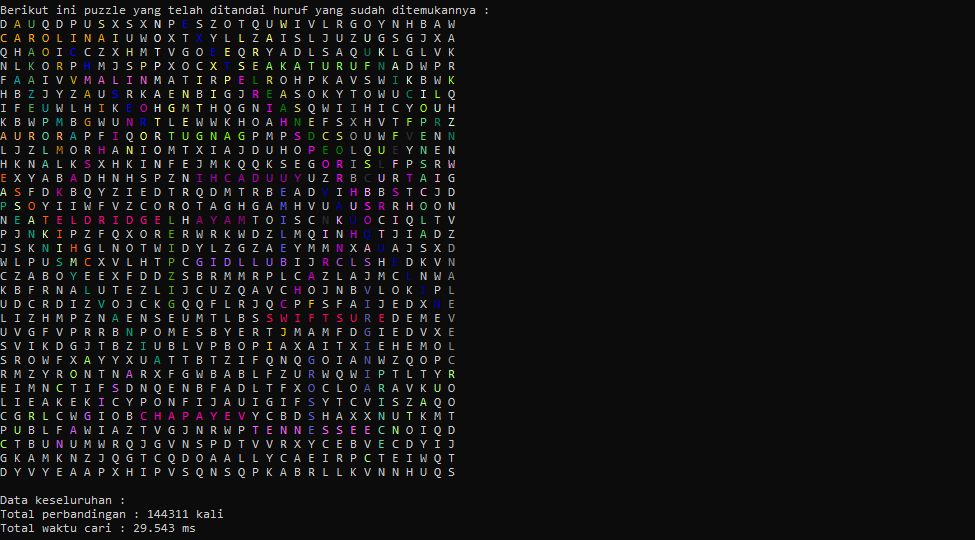 Berikut ini puzzle yang telah ditandai huruf yang sudah ditemukannya :
D A U Q D P U S X S X N P E S Z O T Q U W I V L R G O Y N H B A W
C A R O L I N A I U W O X T X Y L L Z A I S L J U Z U G S G J X A
Q H A O I C C Z X H M T V G O E E Q R Y A D L S A Q U K L G L V K
N L K O R P H M J S P P X O C X T S E A K A T U R U F N A D W P R
F A A I V V M A L I N M A T I R P E L R O H P K A V S W I K B W K
H B Z J Y Z A U S R K A E N B I G J R E A S O K Y T O W U C I L Q
I F E U W L H I K E O H G M T H Q G N I A S Q W I I H I C Y O U H
K B W P M B G W U N R T L E W W K H O A H N E F S X H V T F P R Z
A U R O R A P F I Q O R T U G N A G P M P S D C S O U W F V E N N
L J Z L M O R H A N I O M T X I A J D U H O P E O L Q U E Y N E N
H K N A L K S X H K I N F E J M K Q Q K S E G O R I S L F P S R W
E X Y A B A D H N H S P Z N I H C A D U U Y U Z R B C U R T A I G
A S F D K B Q Y Z I E D T R Q D M T R B E A D V I H B B S T C J D
P S O Y I I W F V Z C O R O T A G H G A M H V U A U S R R H O O N
N E A T E L D R I D G E L H A Y A M T O I S C N K U O C I Q L T V
P J N K I P Z F Q X O R E R W R K W D Z L M Q I N H O T J I A D Z
J S K N I H G L N O T W I D Y L Z G Z A E Y M M N X A U A J S X D
W L P U S M C X V L H T P C G I D L L U B I J R C L S H E D K V N
C Z A B O Y E E X F D D Z S B R M M R P L C A Z L A J M C L N W A
K B F R N A L U T E Z L I J C U Z Q A V C H O J N B V L O K I P L
U D C R D I Z V O J C K G Q Q F L R J Q C P F S F A I J E D X N E
L I Z H M P Z N A E N S E U M T L B S S W I F T S U R E D E M E V
U V G F V P R R B N P O M E S B Y E R T J M A M F D G I E D V X E
S V I K D G J T B Z I U B L V P B O P I A X A I T X I E H E M O L
S R O W F X A Y Y X U A T T B T Z I F Q N Q G O I A N W Z Q O P C
R M Z Y R O N T N A R X F G W B A B L F Z U R W Q W I P T L T Y R
E I M N C T I F S D N Q E N B F A D L T F X O C L O A R A V K U O
L I E A K E K I C Y P O N F I J A U I G I F S Y T C V I S Z A Q O
C G R L C W G I O B C H A P A Y E V Y C B D S H A X X N U T K M T
P U B L F A W I A Z T V G J N R W P T E N N E S S E E C N O I Q D
C T B U N U M W R Q J G V N S P D T V V R X Y C E B V E C D Y I J
G K A M K N Z J Q G T C Q D O A A L L Y C A E I R P C T E I W Q T
D Y V Y E A A P X H I P V S Q N S Q P K A B R L L K V N N H U Q S
Data keseluruhan :
Total perbandingan : 144311 kali
Total waktu cari : 29.543 ms